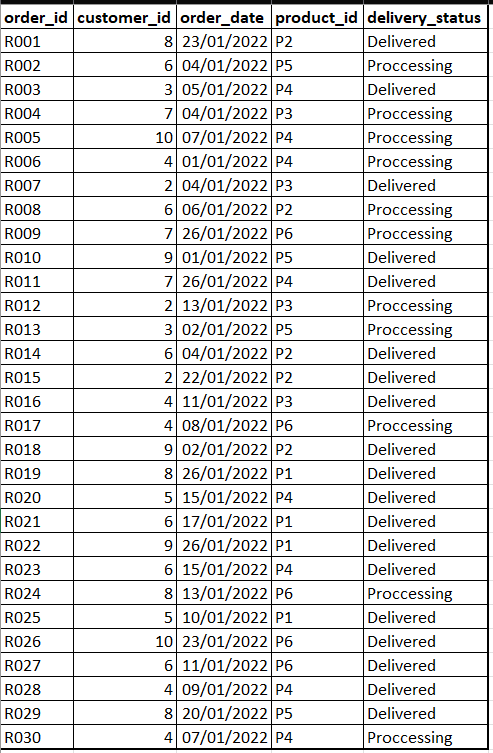 order_id customer_id order_date product_id delivery_status
R001 8 23/01/2022 P2 Delivered
R002 6 04/01/2022 P5 Proccessing
R003 3 05/01/2022 P4 Delivered
R004 7 04/01/2022 P3 Proccessing
R005 10 07/01/2022 P4 Proccessing
R006 4 01/01/2022 P4 Proccessing
R007 2 04/01/2022 P3 Delivered
R008 6 06/01/2022 P2 Proccessing
R009 7 26/01/2022 P6 Proccessing
R010 9 01/01/2022 P5 Delivered
R011 7 26/01/2022 P4 Delivered
R012 2 13/01/2022 P3 Proccessing
R013 3 02/01/2022 P5 Proccessing
R014 6 04/01/2022 P2 Delivered
R015 2 22/01/2022 P2 Delivered
R016 4 11/01/2022 P3 Delivered
R017 4 08/01/2022 P6 Proccessing
R018 9 02/01/2022 P2 Delivered
R019 8 26/01/2022 P1 Delivered
R020 5 15/01/2022 P4 Delivered
R021 6 17/01/2022 P1 Delivered
R022 9 26/01/2022 P1 Delivered
R023 6 15/01/2022 P4 Delivered
R024 8 13/01/2022 P6 Proccessing
R025 5 10/01/2022 P1 Delivered
R026 10 23/01/2022 P6 Delivered
R027 6 11/01/2022 P6 Delivered
R028 4 09/01/2022 P4 Delivered
R029 8 20/01/2022 P5 Delivered
R030 4 07/01/2022 P4 Proccessing